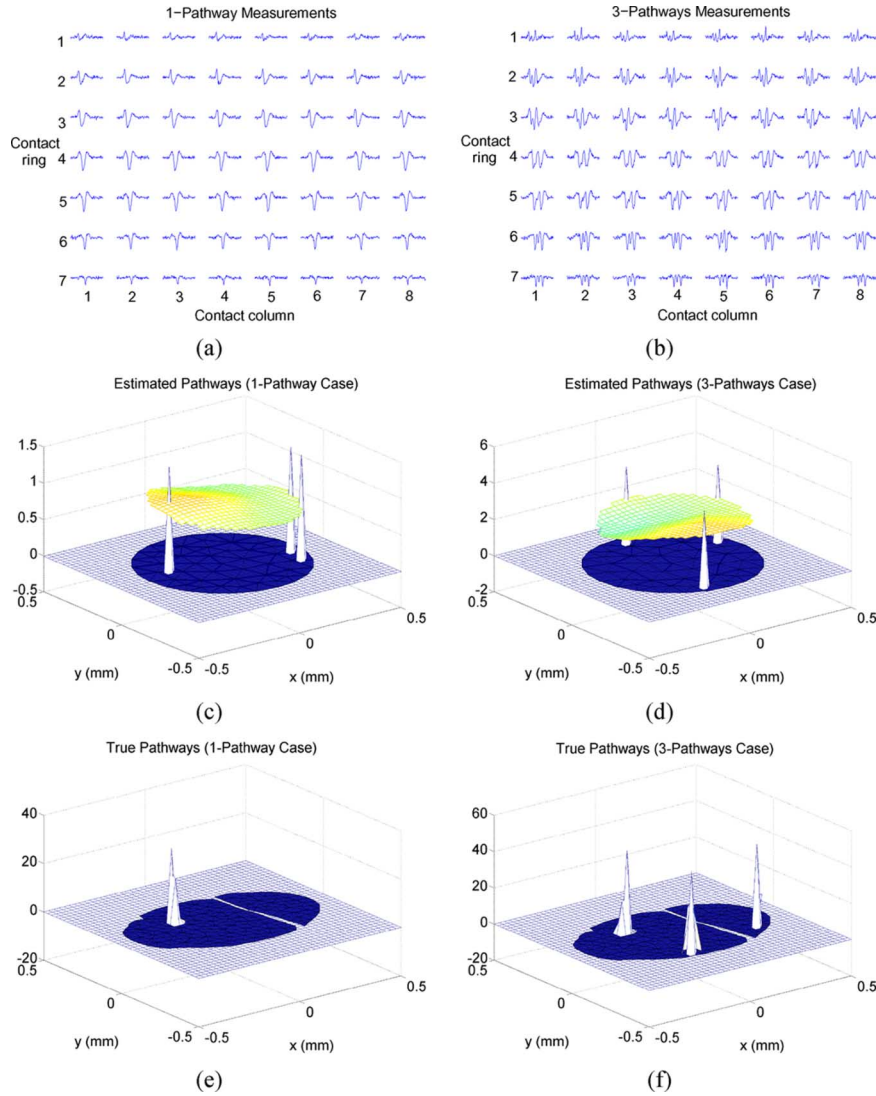 1−Pathway Measurements
1
2
3
Contact
ring
4
5
6
7
1 2 3 4 5 6 7 8
Contact column
(a)
3−Pathways Measurements
1
2
3
Contact
ring
4
5
6
7
1 2 3 4 5 6 7 8
Contact column
(b)
Estimated Pathways (1-Pathway Case)
1.5
1
0.5
0
-0.5
0.5
0
-0.5
-0.5
0
0.5
y (mm)
x (mm)
(c)
Estimated Pathways (3-Pathways Case)
6
4
2
0
-2
0.5
0
-0.5
-0.5
0
0.5
y (mm)
x (mm)
(d)
True Pathways (1-Pathway Case)
40
20
0
-20
0.5
0
-0.5
-0.5
0
0.5
y (mm)
x (mm)
(e)
True Pathways (3-Pathways Case)
60
40
20
0
-20
0.5
0
-0.5
-0.5
0
0.5
y (mm)
x (mm)
(f)